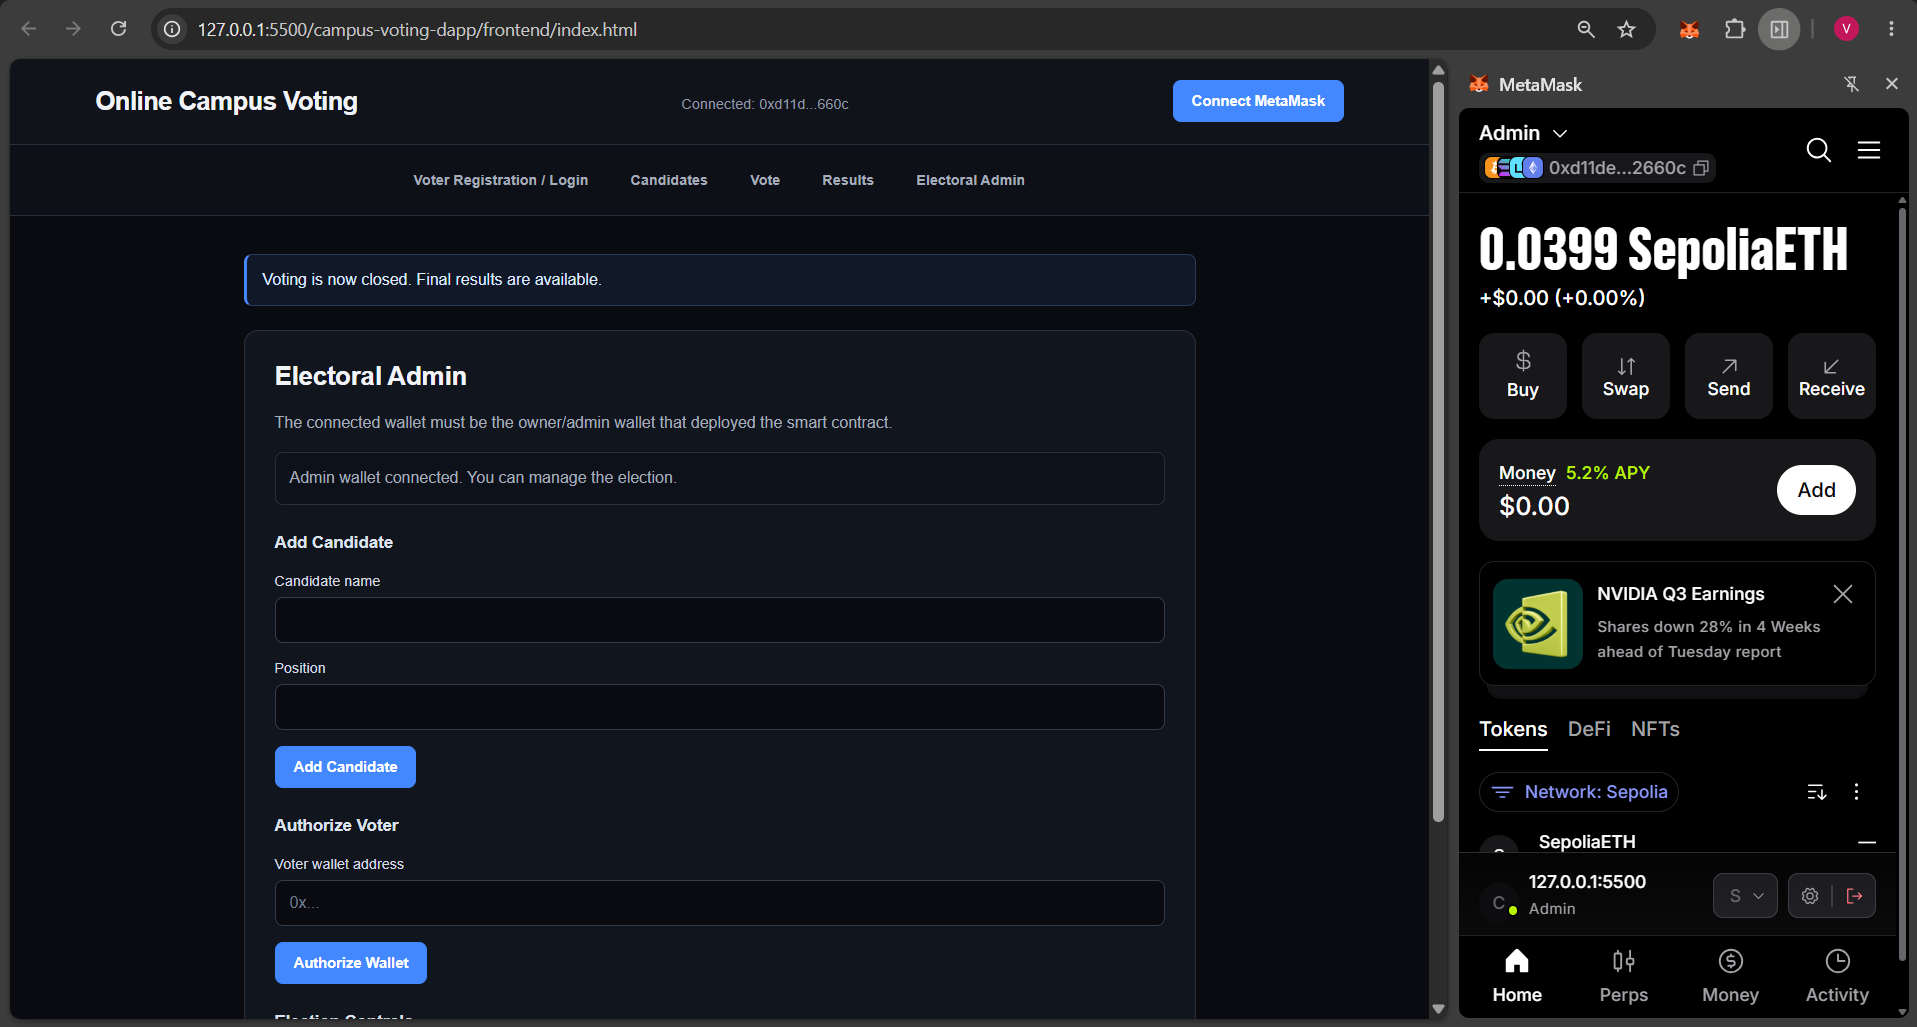 127.0.0.1:5500/campus-voting-dapp/frontend/index.html
V
Online Campus Voting
Connected: 0xd11d...660c
Connect MetaMask
Voter Registration / Login
Candidates
Vote
Results
Electoral Admin
Voting is now closed. Final results are available.
Electoral Admin
The connected wallet must be the owner/admin wallet that deployed the smart contract.
Admin wallet connected. You can manage the election.
Add Candidate
Candidate name
Position
Add Candidate
Authorize Voter
Voter wallet address
0x...
Authorize Wallet
Election Controls
MetaMask
Admin
0xd11de...2660c
0.0399 SepoliaETH
+$0.00 (+0.00%)
Buy
Swap
Send
Receive
Money 5.2% APY
$0.00
Add
NVIDIA Q3 Earnings
Shares down 28% in 4 Weeks
ahead of Tuesday report
Tokens
DeFi
NFTs
Network: Sepolia
SepoliaETH
C
127.0.0.1:5500
Admin
S
Home
Perps
Money
Activity